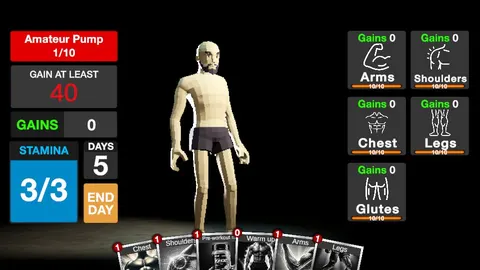 Amateur Pump
1/10
GAIN AT LEAST
40
GAINS 0
STAMINA
3/3
DAYS
5
END
DAY
Gains 0
Arms
10/10
Gains 0
Shoulders
10/10
Gains 0
Chest
10/10
Gains 0
Legs
10/10
Gains 0
Glutes
10/10
1
Chest
1
Shoulders
1
Pre-workout
0
Warm up
1
Arms
1
Legs